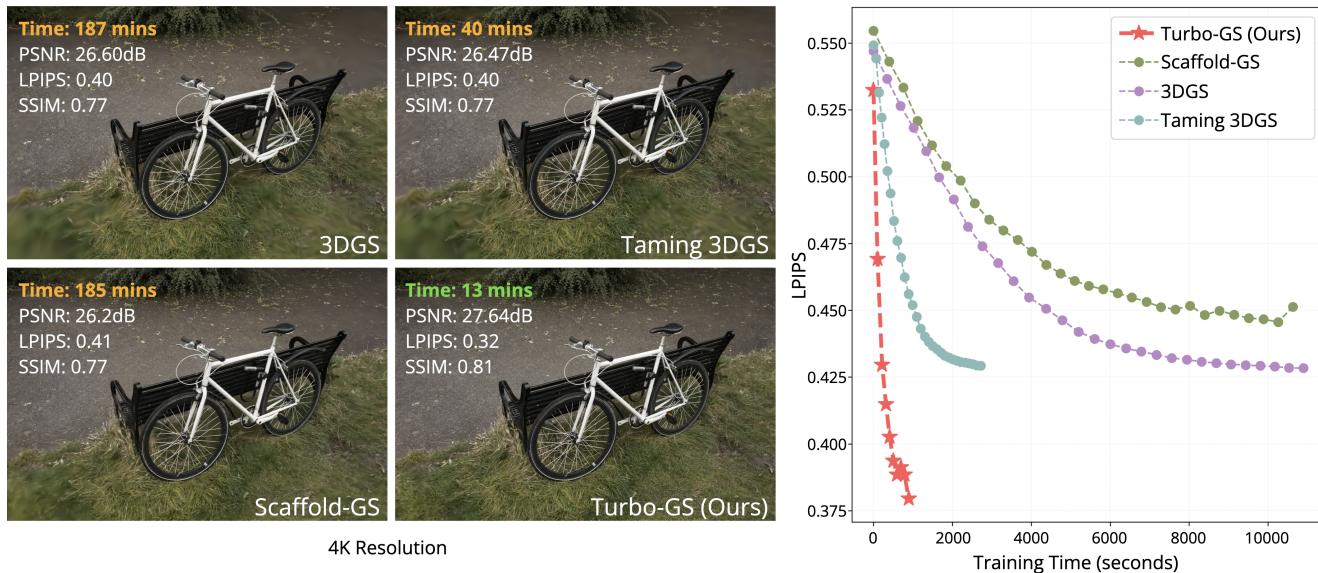 Time: 187 mins
PSNR: 26.60dB
LPIPS: 0.40
SSIM: 0.77
3DGS
Time: 40 mins
PSNR: 26.47dB
LPIPS: 0.40
SSIM: 0.77
Taming 3DGS
Time: 185 mins
PSNR: 26.2dB
LPIPS: 0.41
SSIM: 0.77
Scaffold-GS
Time: 13 mins
PSNR: 27.64dB
LPIPS: 0.32
SSIM: 0.81
Turbo-GS (Ours)
4K Resolution
Turbo-GS (Ours)
Scaffold-GS
3DGS
Taming 3DGS
LPIPS
0.550
0.525
0.500
0.475
0.450
0.425
0.400
0.375
0
2000
4000
6000
8000
10000
Training Time (seconds)